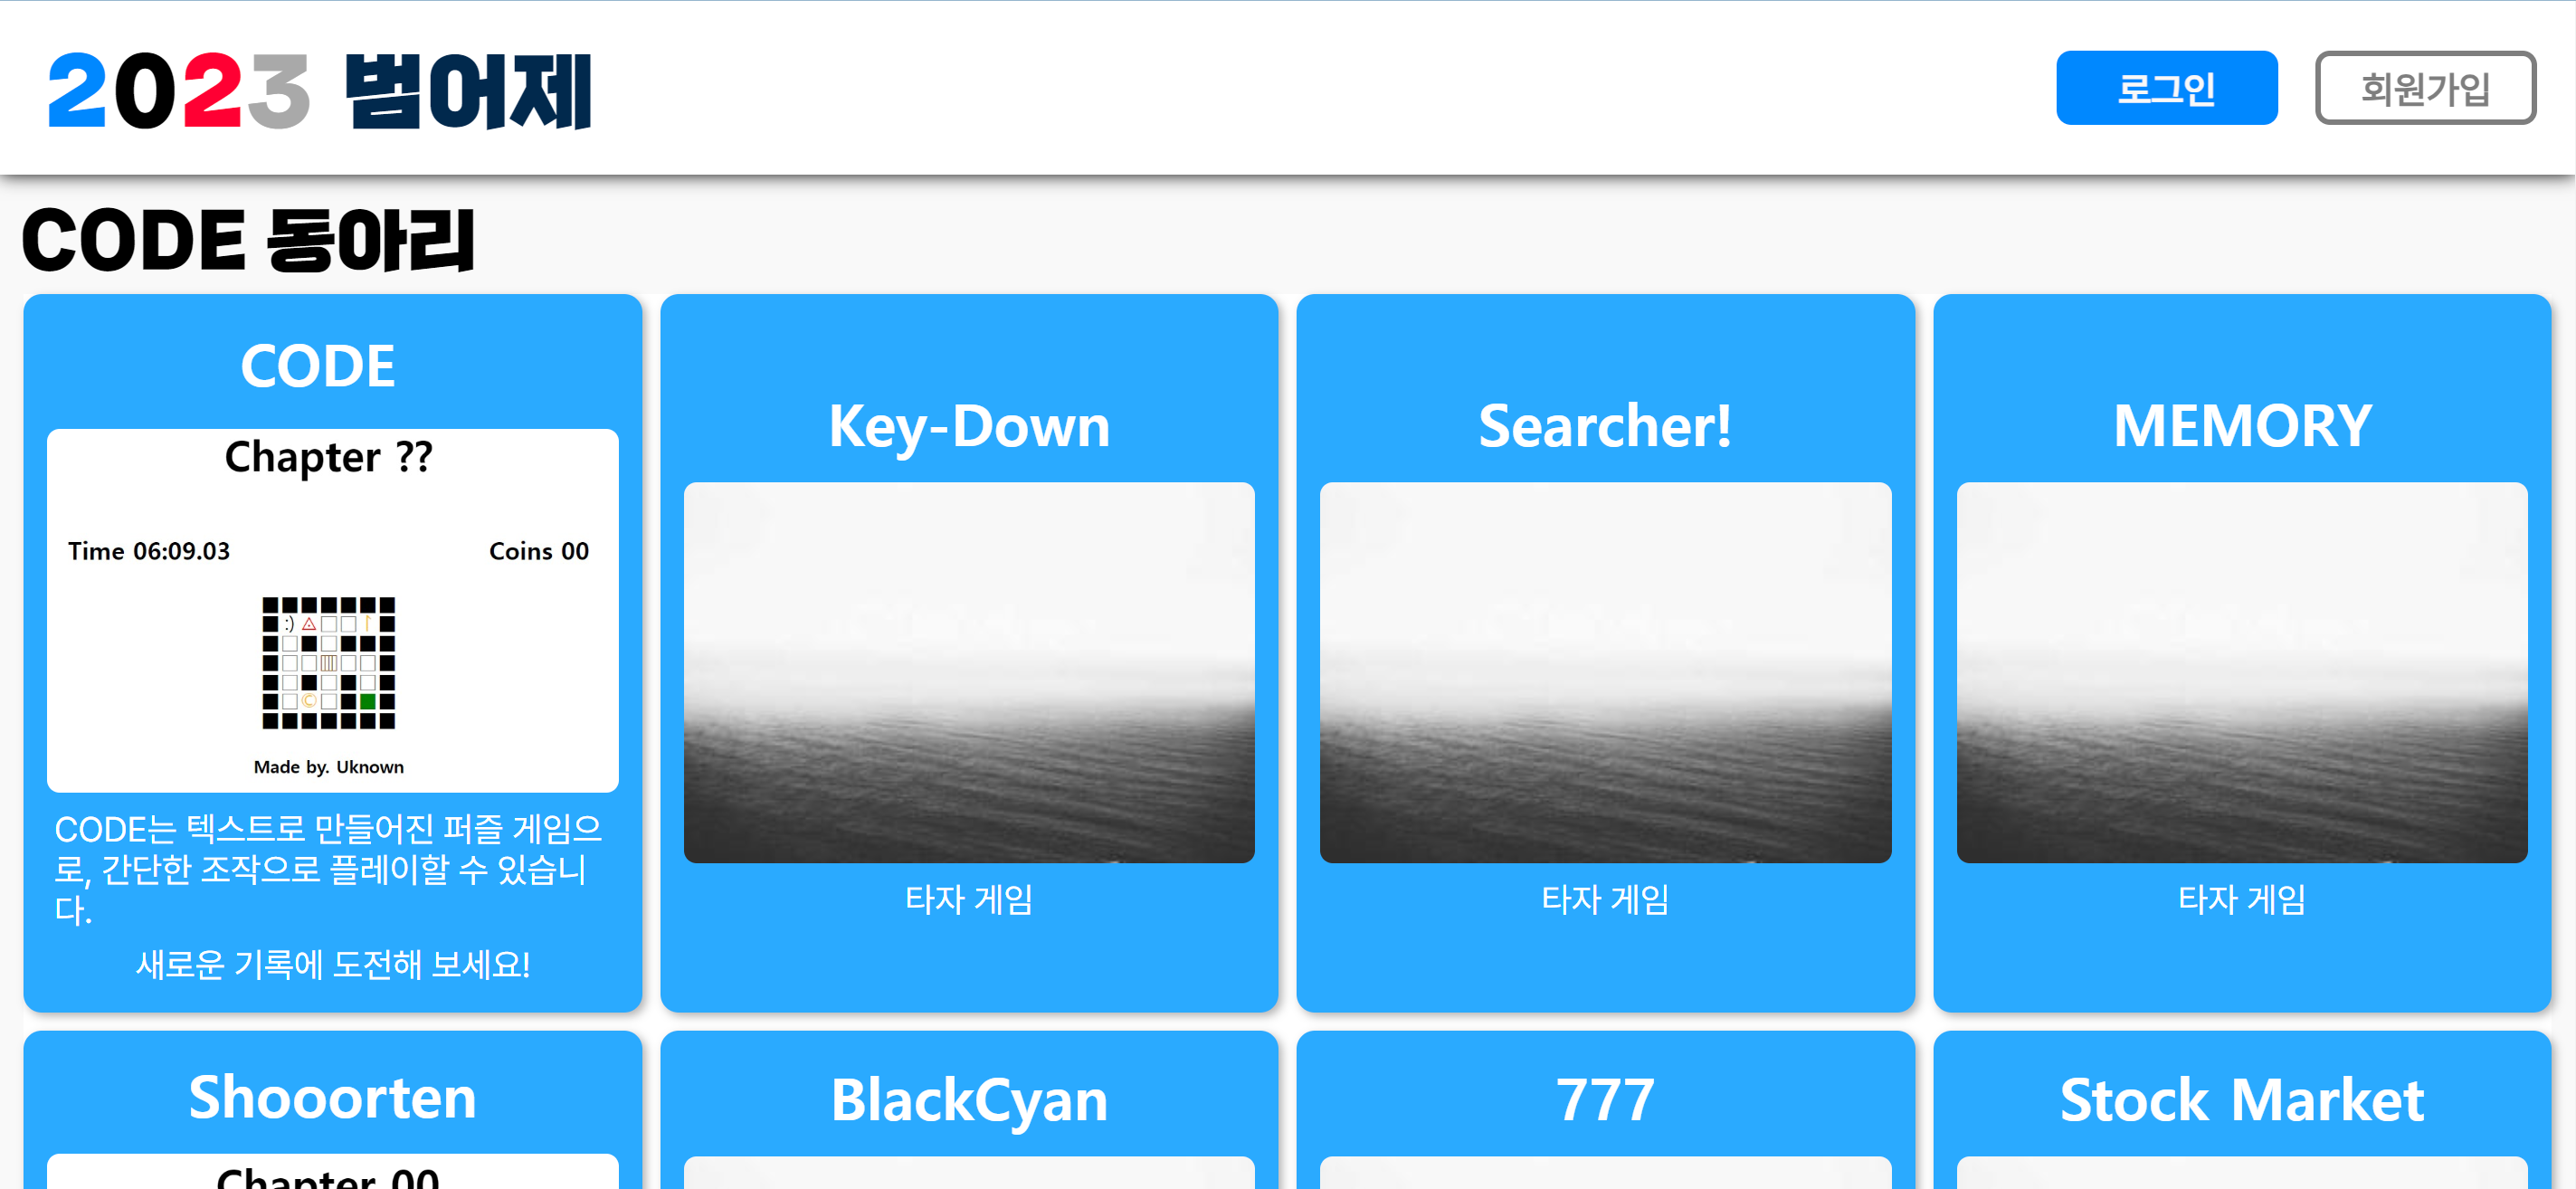 2023 범어제
로그인
회원가입
CODE 동아리
CODE
Chapter ??
Time 06:09.03
Coins 00
:)
Made by. Uknown
CODE는 텍스트로 만들어진 퍼즐 게임으
로, 간단한 조작으로 플레이할 수 있습니
다.
새로운 기록에 도전해 보세요!
Key-Down
타자 게임
Searcher!
타자 게임
MEMORY
타자 게임
Shooorten
Chapter 00
BlackCyan
777
Stock Market